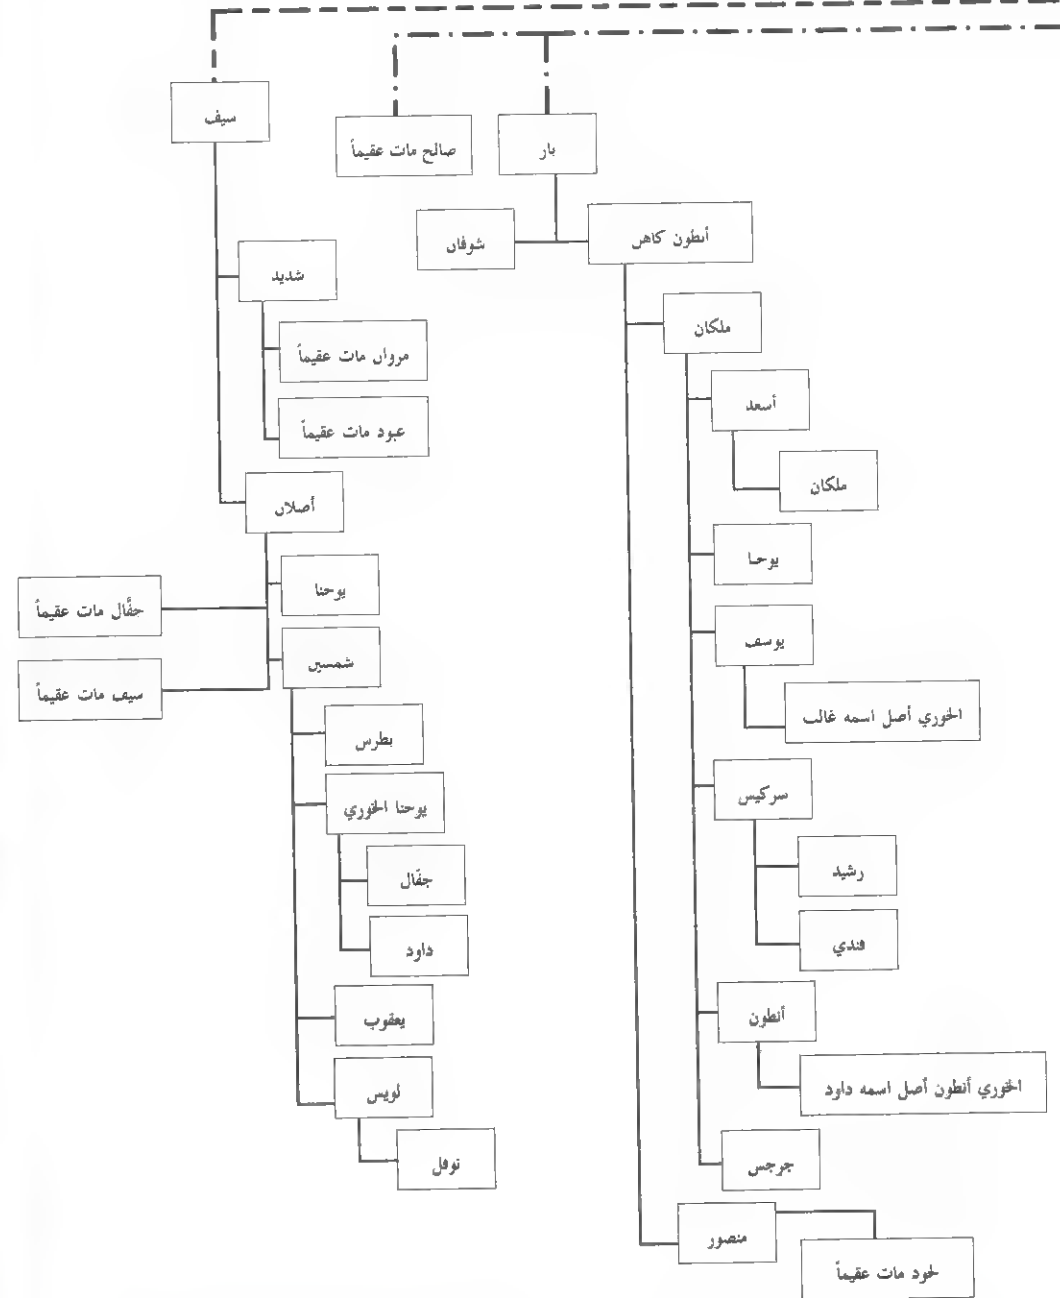 سيف
صالح مات عقيماً
بار
شوفان
أنطون كاهن
شديد
ملكان
مروان مات عقيماً
أسعد
عبود مات عقيماً
ملكان
أصلان
يوحنا
يوحنا
جفّال مات عقيماً
يوسف
شمسين
سيف مات عقيماً
الخوري أصل اسمه غالب
بطرس
سركيس
يوحنا الخوري
رشيد
جفّال
فندي
داود
أنطون
يعقوب
الخوري أنطون أصل اسمه داود
لويس
جرجس
نوفل
منصور
لحود مات عقيماً